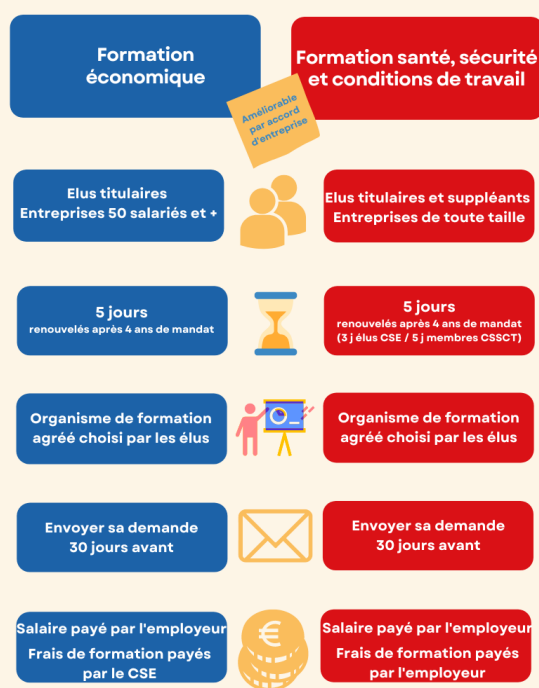 Formation
économique
Formation santé, sécurité
et conditions de travail
Améliorable
par accord
d'entreprise
Elus titulaires
Entreprises 50 salariés et +
Elus titulaires et suppléants
Entreprises de toute taille
5 jours
renouvelés après 4 ans de mandat
5 jours
renouvelés après 4 ans de mandat
(3 j élus CSE / 5 j membres CSSCT)
Organisme de formation
agréé choisi par les élus
Organisme de formation
agréé choisi par les élus
Envoyer sa demande
30 jours avant
Envoyer sa demande
30 jours avant
Salaire payé par l'employeur
Frais de formation payés
par le CSE
€
Salaire payé par l'employeur
Frais de formation payés
par l'employeur